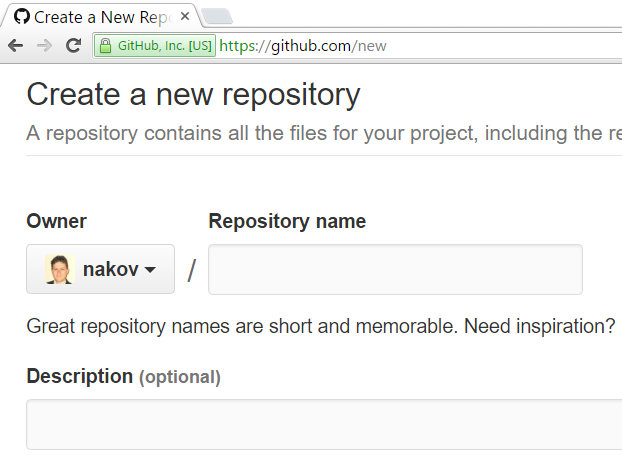 Create a New Repo
GitHub, Inc. [US] https://github.com/new
Create a new repository
A repository contains all the files for your project, including the re
Owner Repository name
nakov /
Great repository names are short and memorable. Need inspiration?
Description (optional)